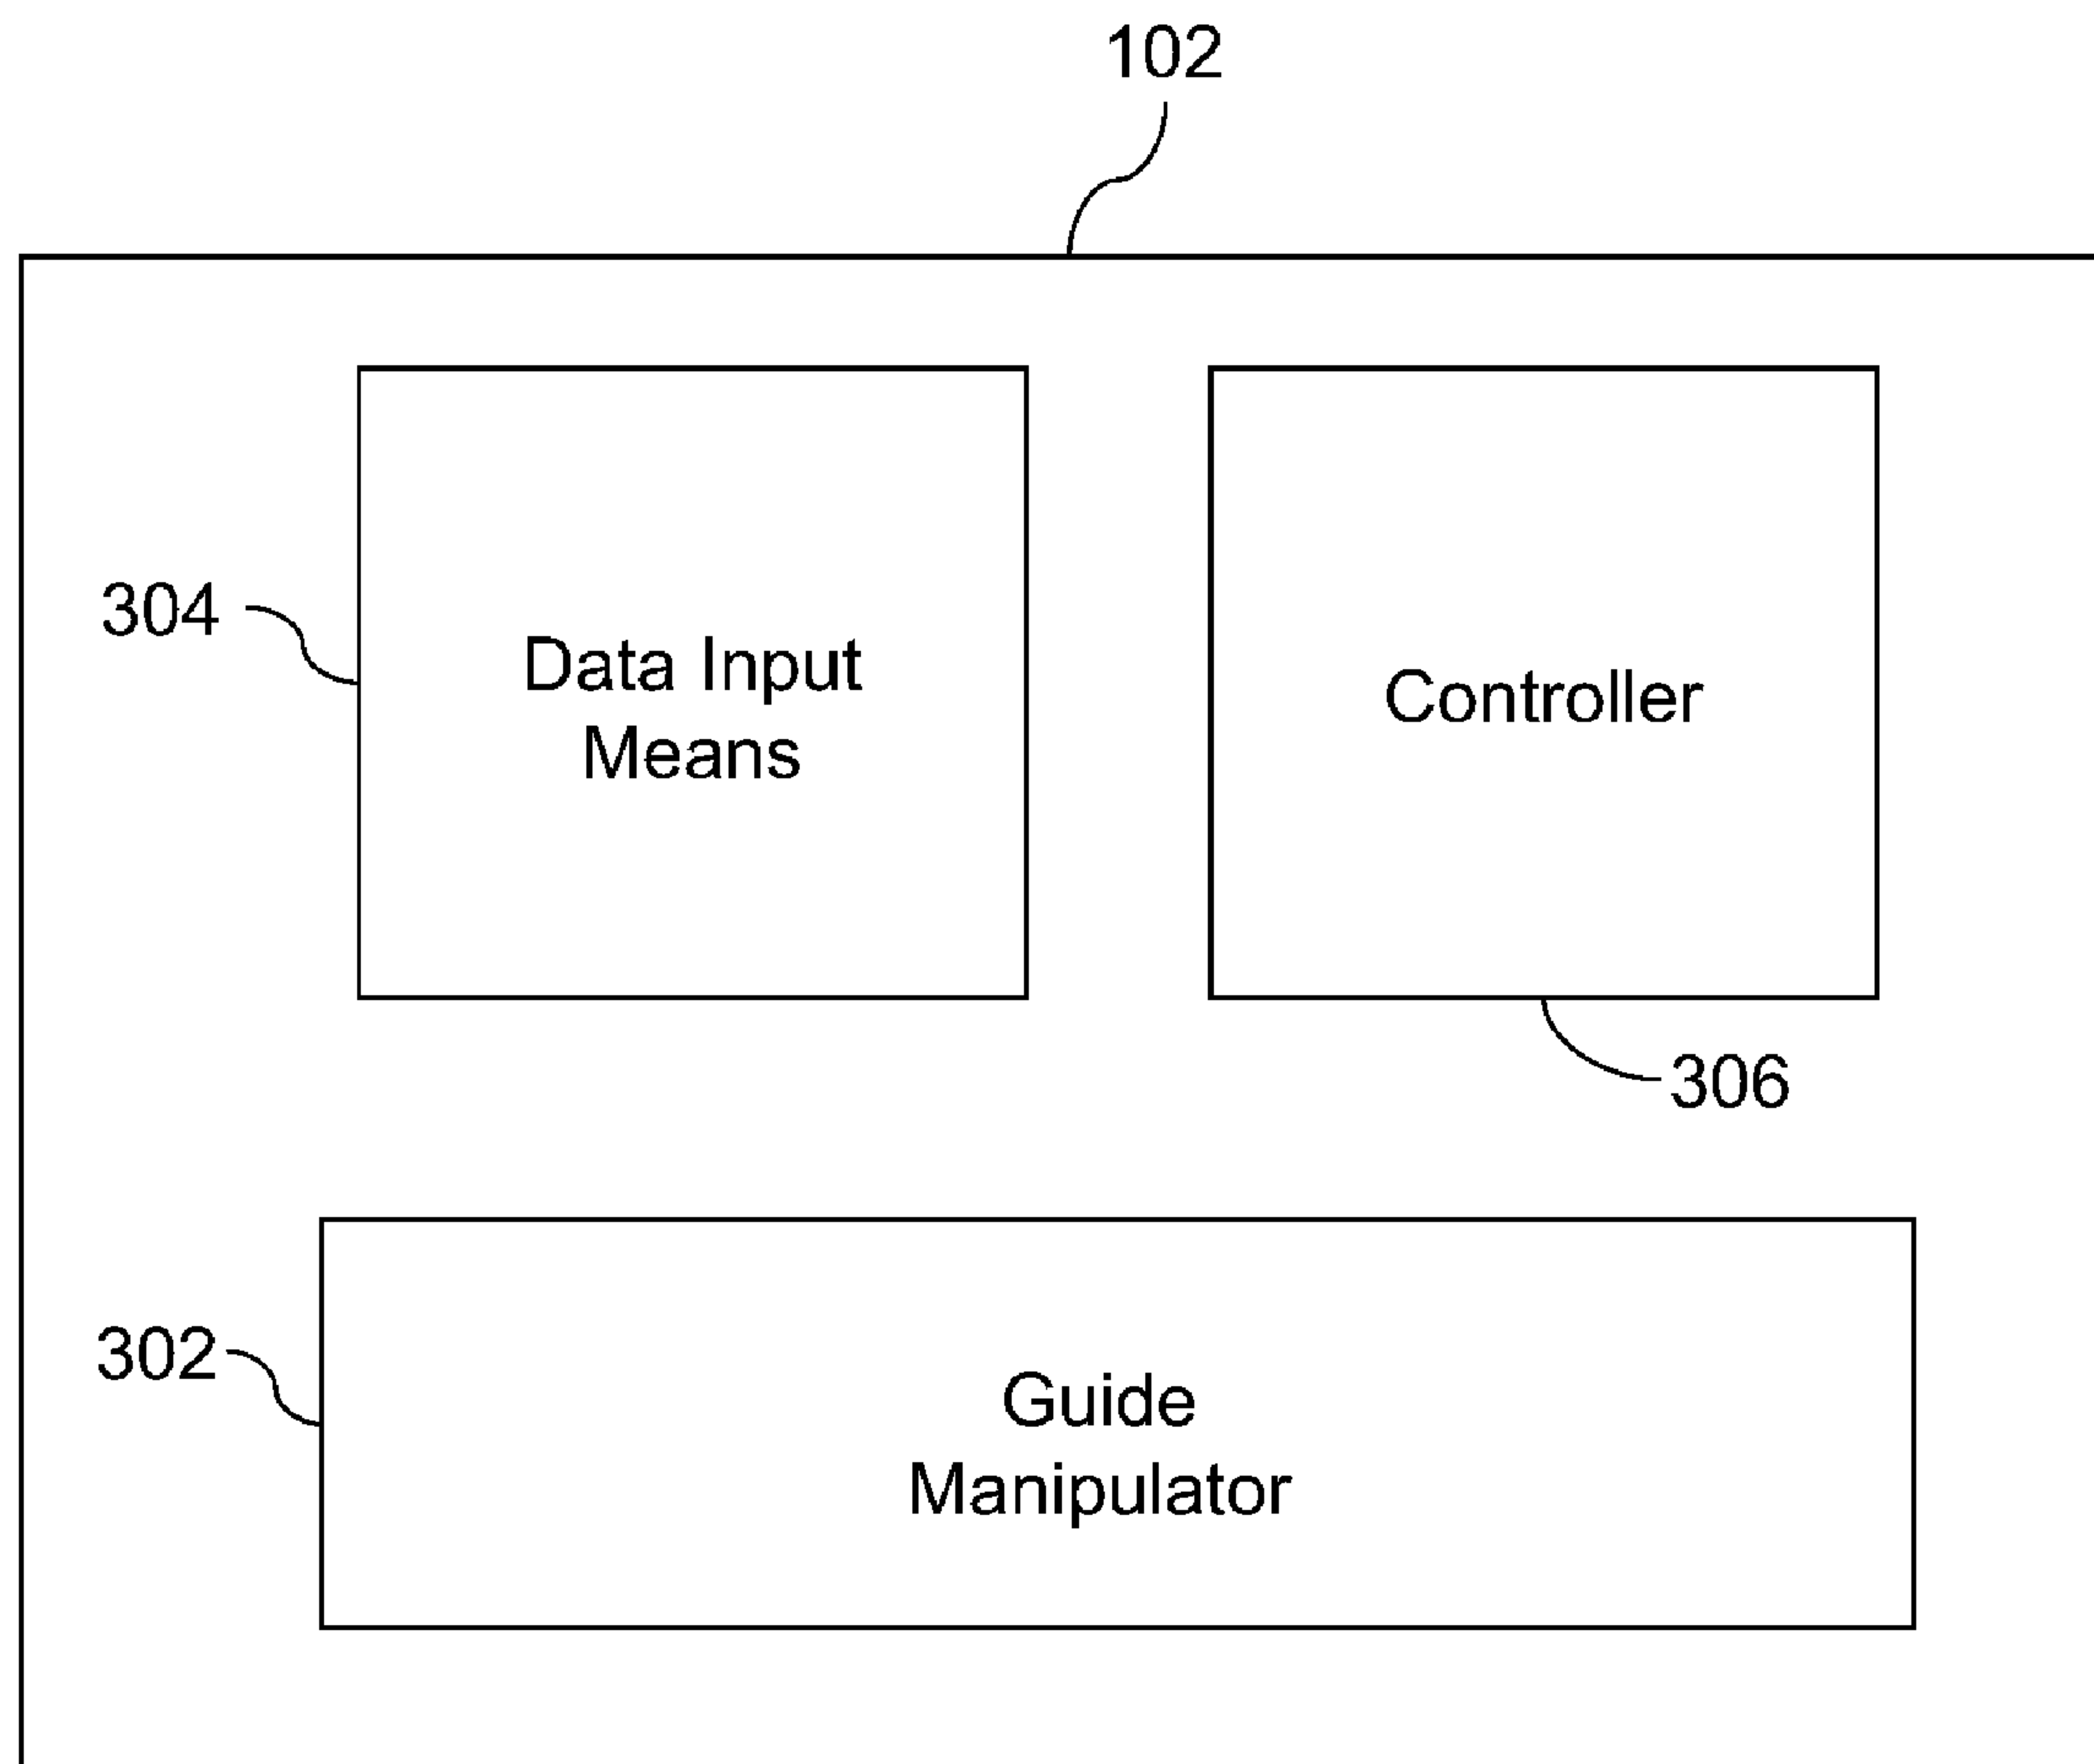 102
304
Data Input
Means
Controller
306
302
Guide
Manipulator